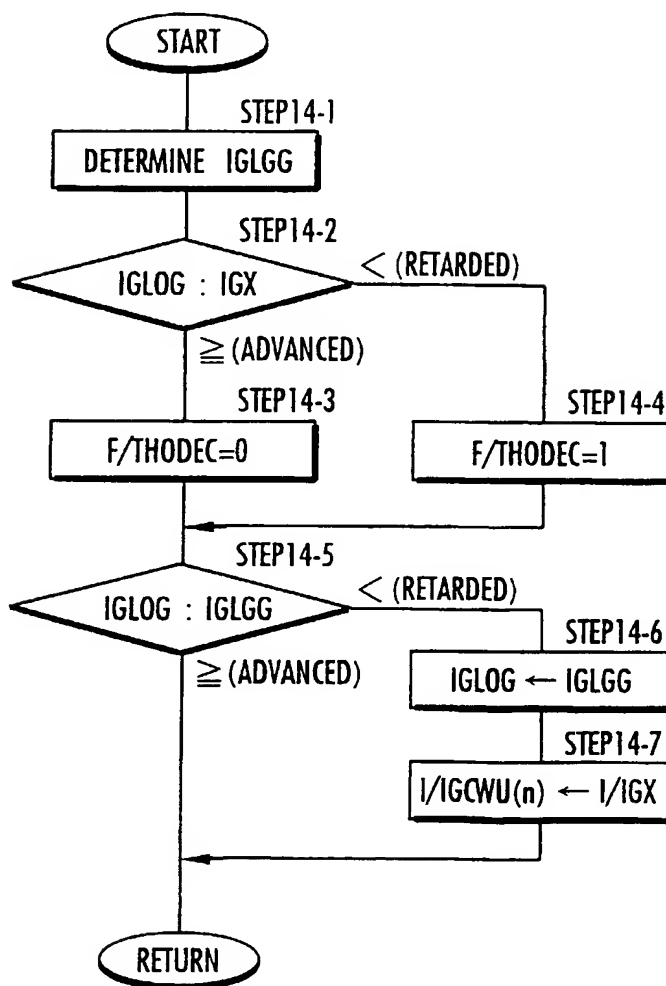 START
STEP14-1
DETERMINE IGLGG
STEP14-2
IGLOG : IGX
< (RETARDED)
≧ (ADVANCED)
STEP14-3
STEP14-4
F/THODEC=0
F/THODEC=1
STEP14-5
IGLOG : IGLGG
< (RETARDED)
≧ (ADVANCED)
STEP14-6
IGLOG ← IGLGG
STEP14-7
I/IGCWU(n) ← I/IGX
RETURN